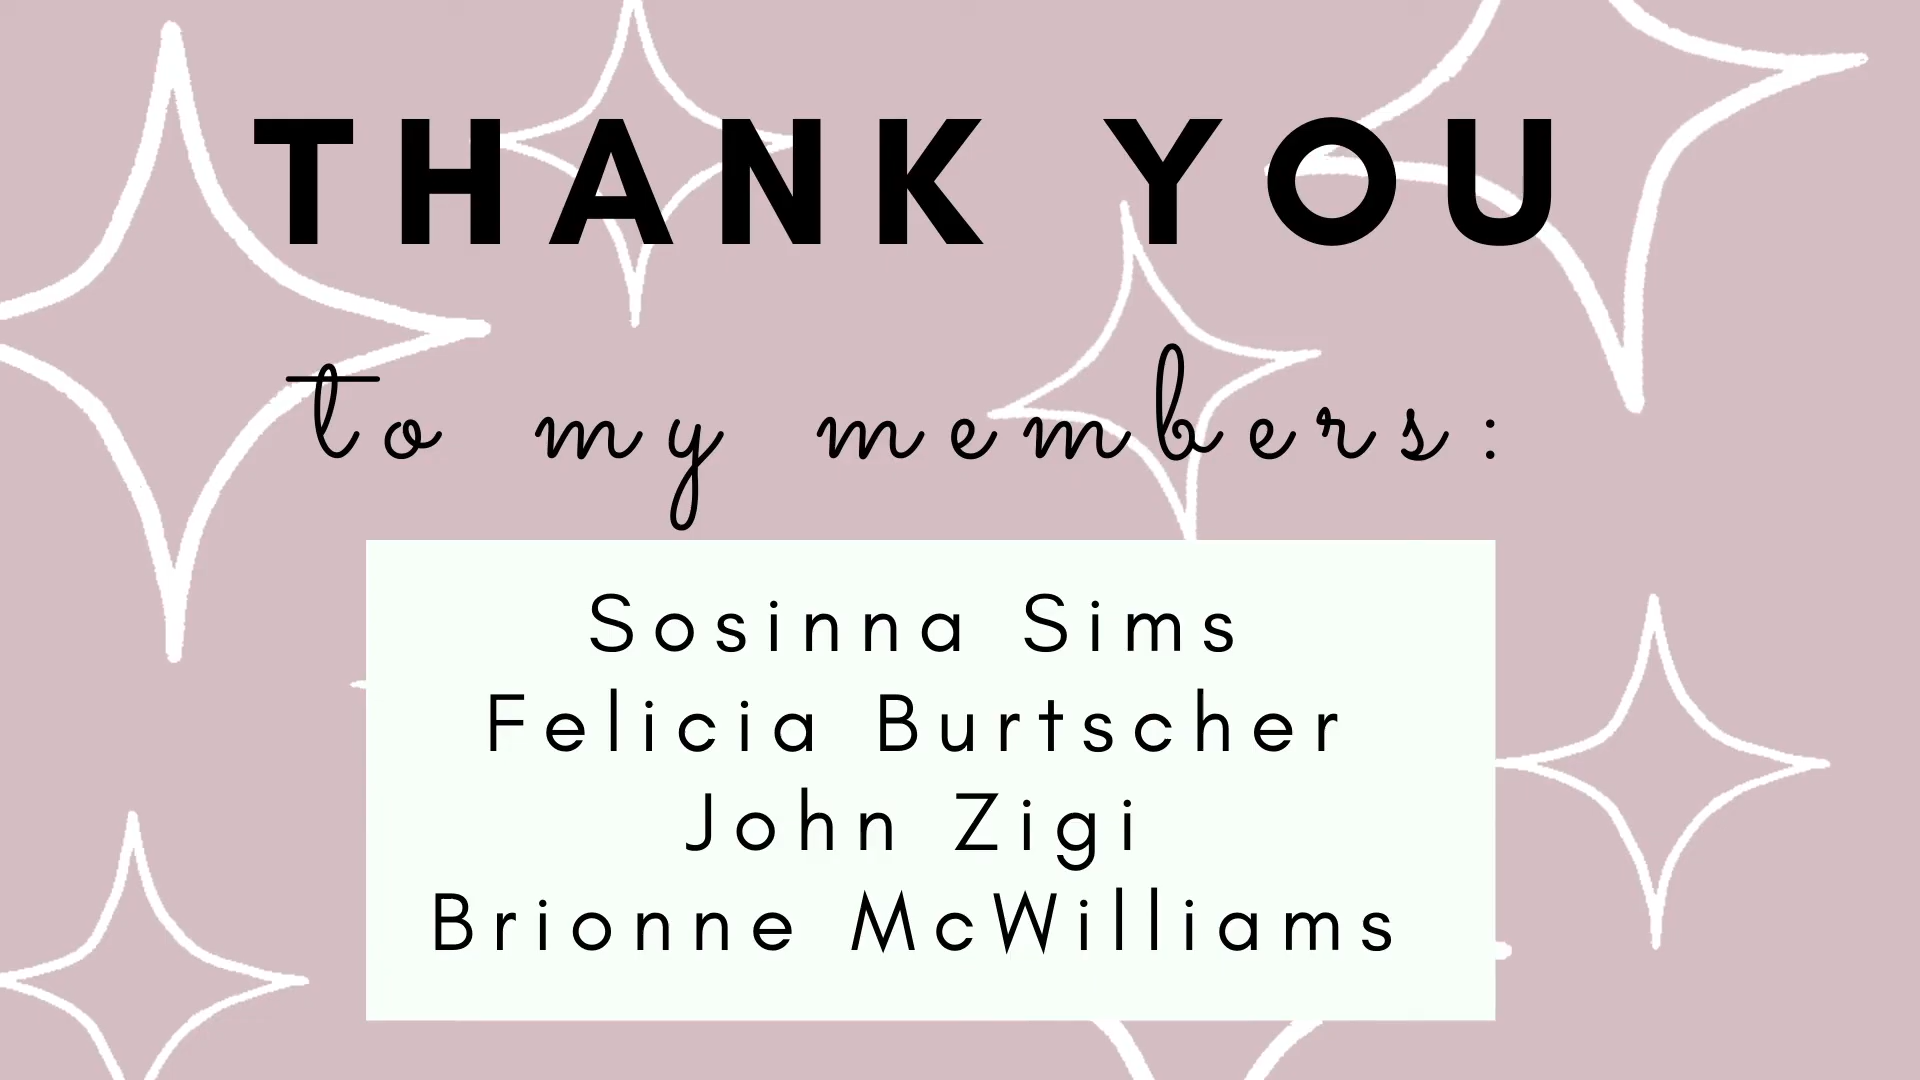 THANK YOU
to my members:
Sosinna Sims
Felicia Burtscher
John Zigi
Brionne McWilliams